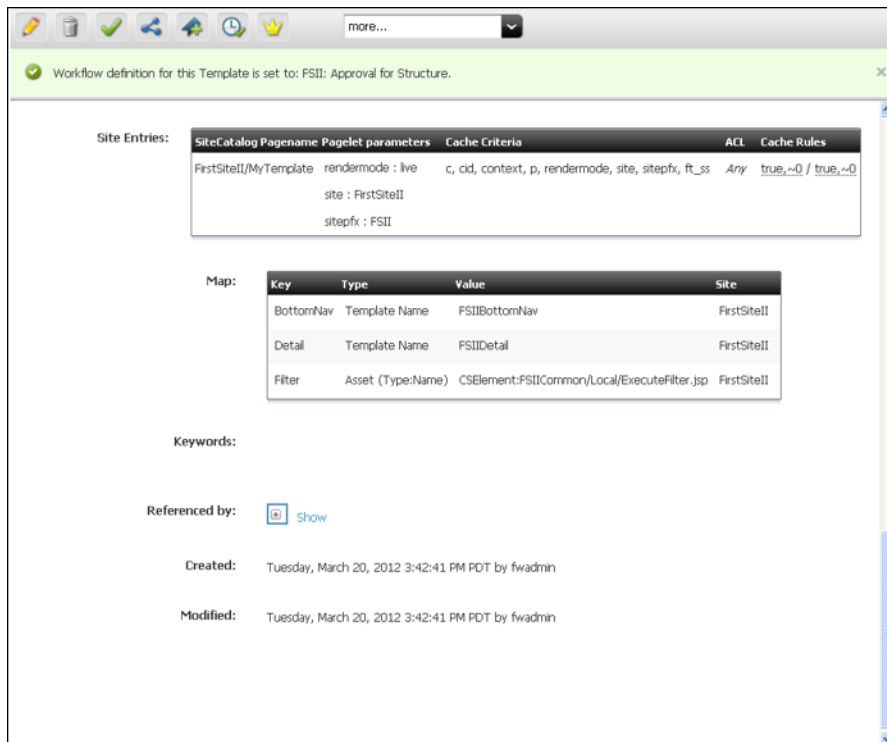 more...
Workflow definition for this Template is set to: FSII: Approval for Structure.
Site Entries:
SiteCatalog Pagename Pagelet parameters Cache Criteria ACL Cache Rules
FirstSiteII/MyTemplate rendermode : live c, cid, context, p, rendermode, site, sitepfx, ft_ss Any true,~0 / true,~0
site : FirstSiteII
sitepfx : FSII
Map:
Key Type Value Site
BottomNav Template Name FSIIBottomNav FirstSiteII
Detail Template Name FSIIDetail FirstSiteII
Filter Asset (Type:Name) CSElement:FSIICommon/Local/ExecuteFilter.jsp FirstSiteII
Keywords:
Referenced by: Show
Created: Tuesday, March 20, 2012 3:42:41 PM PDT by fwadmin
Modified: Tuesday, March 20, 2012 3:42:41 PM PDT by fwadmin